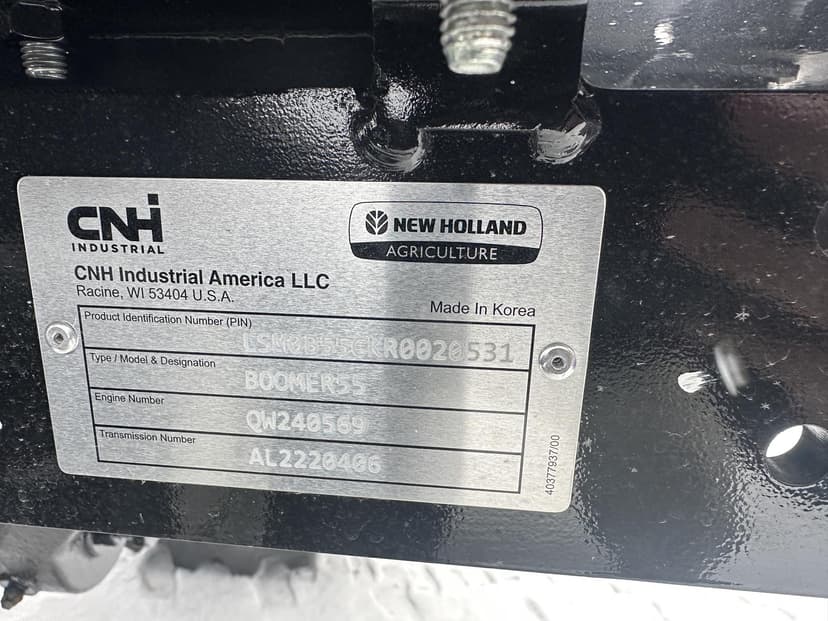 CNH
INDUSTRIAL
NEW HOLLAND
AGRICULTURE
CNH Industrial America LLC
Racine, WI 53404 U.S.A.
Made In Korea
Product Identification Number (PIN)
Type / Model & Designation
BOOMER55
Engine Number
QW240569
Transmission Number
AL2220406
40377937/00